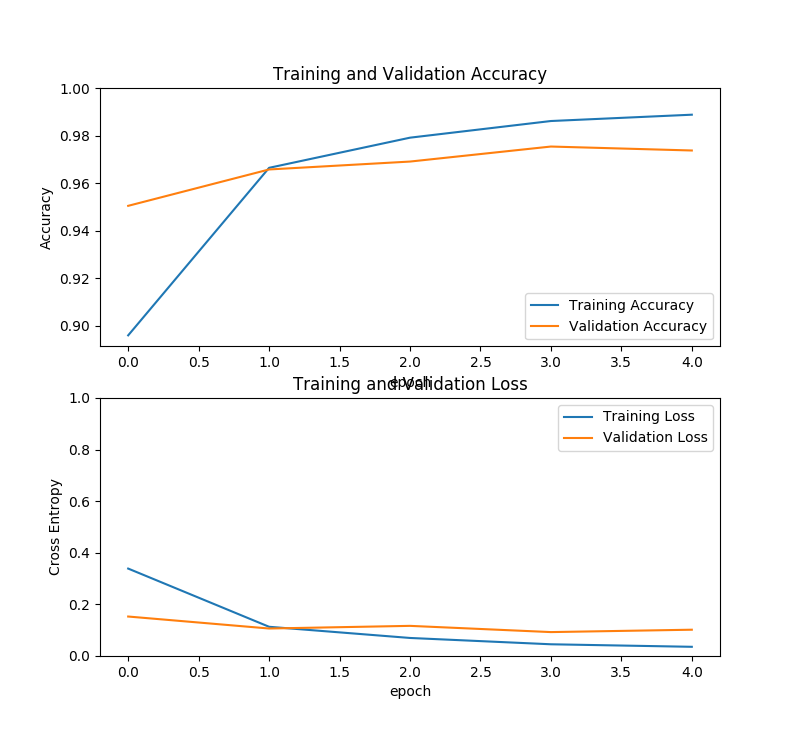 Training and Validation Accuracy
1.00
0.98
0.96
0.94
0.92
0.90
Accuracy
Training Accuracy
Validation Accuracy
0.0 0.5 1.0 1.5 2.0 2.5 3.0 3.5 4.0
epoch
Training and Validation Loss
1.0
0.8
0.6
0.4
0.2
0.0
Cross Entropy
Training Loss
Validation Loss
0.0 0.5 1.0 1.5 2.0 2.5 3.0 3.5 4.0
epoch